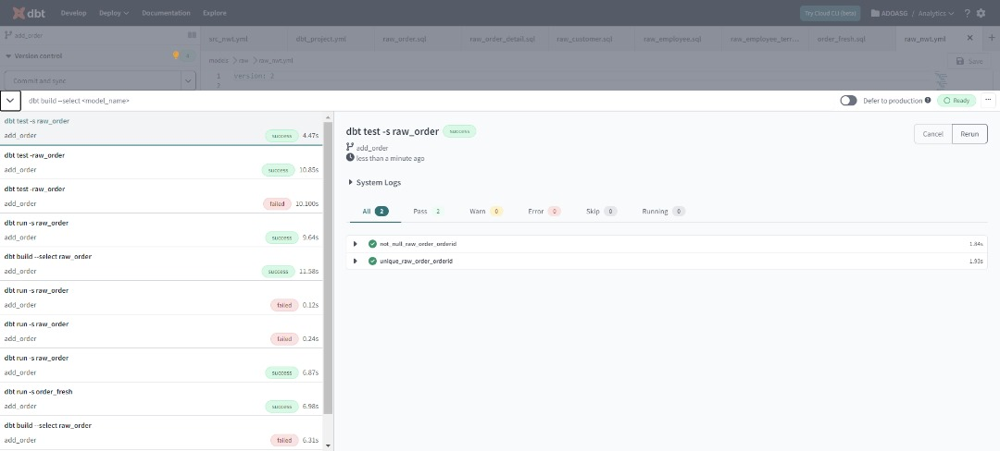 dbt Develop Deploy Documentation Explore Try Cloud CLI (beta) ADOASG / Analytics ?
add_order src_nwt.yml dbt_project.yml raw_order.sql raw_order_detail.sql raw_customer.sql raw_employee.sql raw_employee_terr... order_fresh.sql raw_nwt.yml
Version control 4 models > raw > raw_nwt.yml Save
Commit and sync 1 version: 2
2
dbt build --select <model_name> Defer to production Ready ...
dbt test -s raw_order
add_order success 4.47s
dbt test -raw_order
add_order success 10.85s
dbt test -raw_order
add_order failed 10.100s
dbt run -s raw_order
add_order success 9.64s
dbt build --select raw_order
add_order success 11.58s
dbt run -s raw_order
add_order failed 0.12s
dbt run -s raw_order
add_order failed 0.24s
dbt run -s raw_order
add_order success 6.87s
dbt run -s order_fresh
add_order success 6.98s
dbt build --select raw_order
add_order failed 6.31s
dbt test -s raw_order success Cancel Rerun
add_order
less than a minute ago
System Logs
All 2 Pass 2 Warn 0 Error 0 Skip 0 Running 0
not_null_raw_order_orderid 1.84s
unique_raw_order_orderid 1.93s